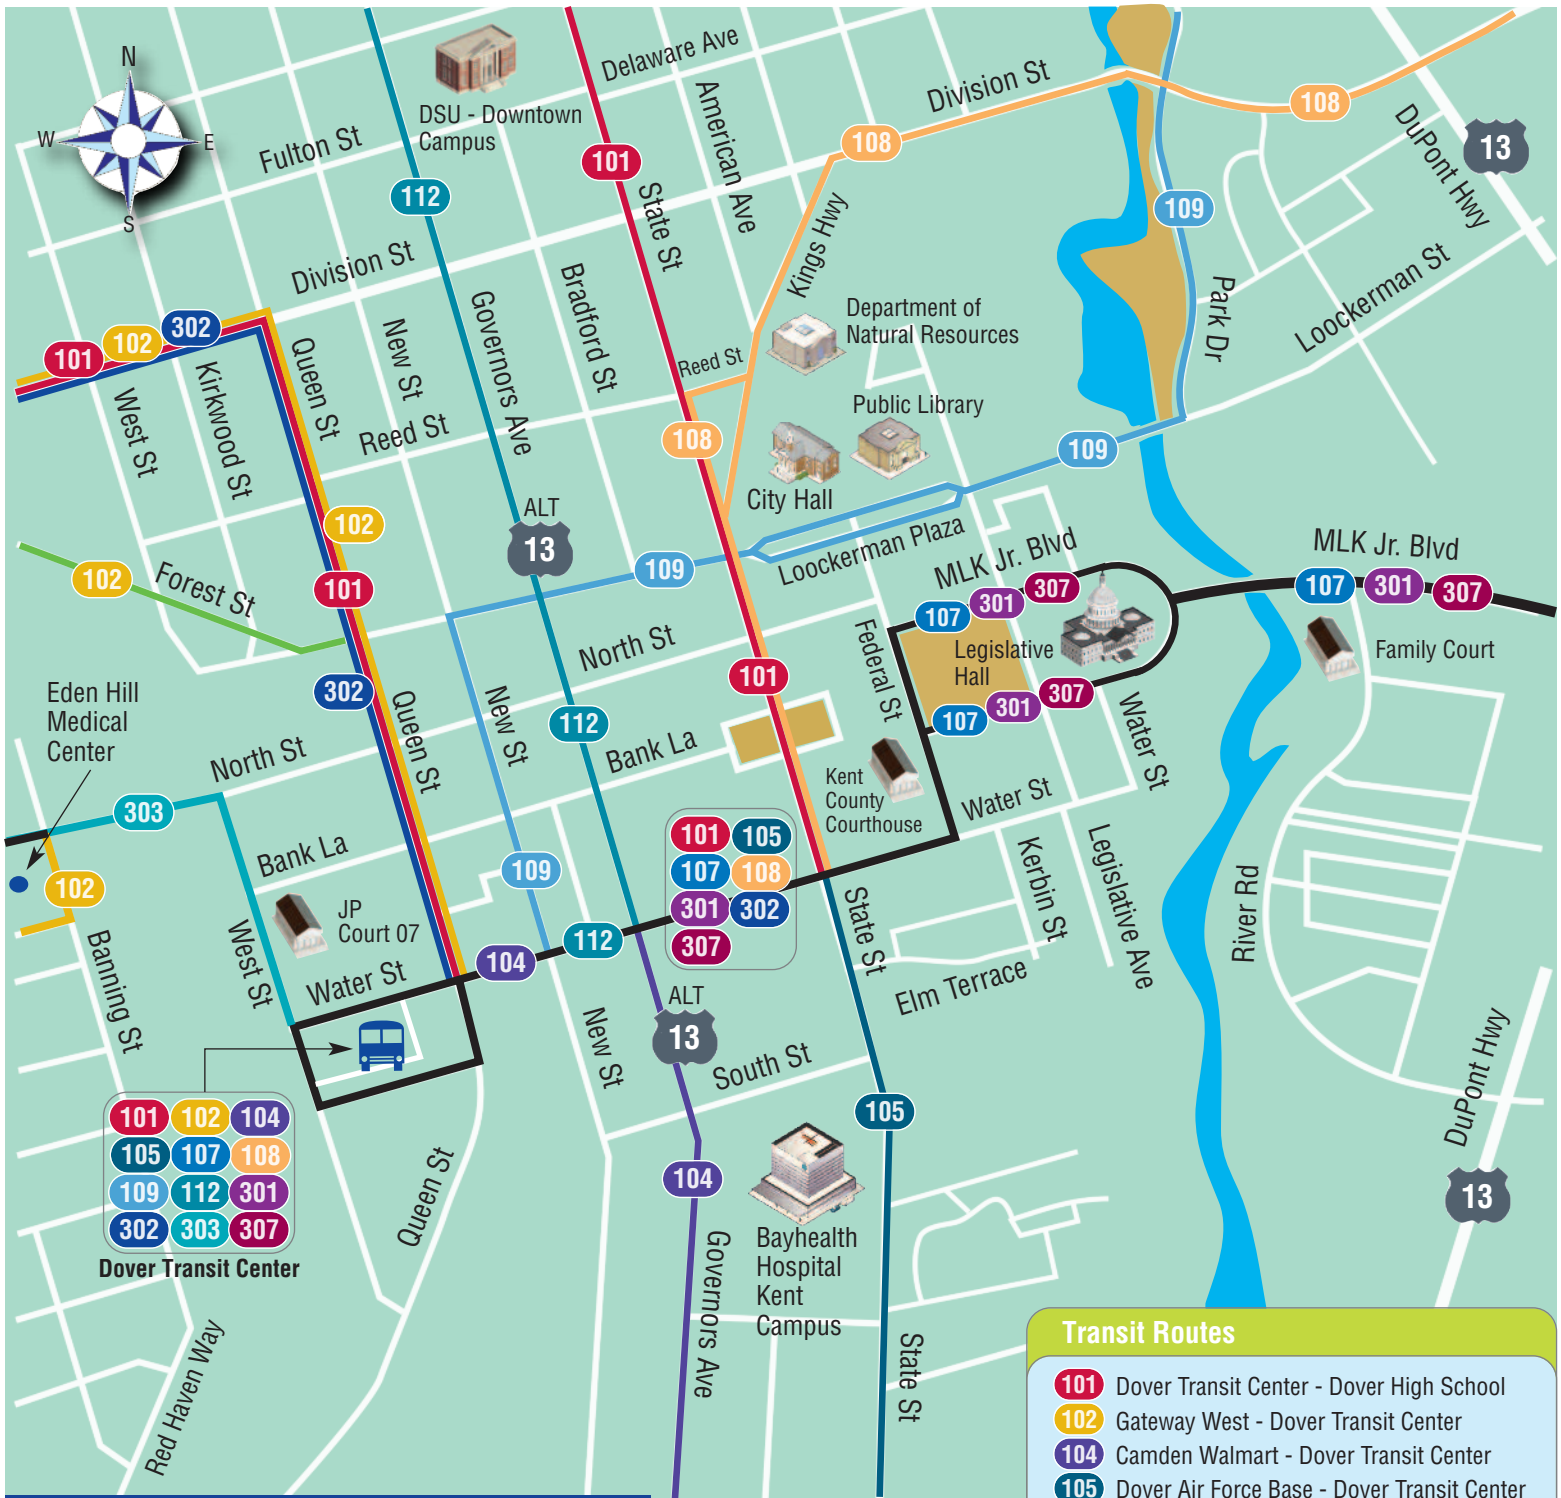 N
W
E
S
DSU - Downtown
Campus
Delaware Ave
American Ave
Division St
108
108
DuPont Hwy
13
Fulton St
112
101
State St
Kings Hwy
109
Park Dr
Loockerman St
Division St
101
102
302
West St
Kirkwood St
Queen St
New St
Reed St
Governors Ave
Bradford St
Reed St
108
Department of
Natural Resources
Public Library
City Hall
109
ALT
13
102
101
102
Forest St
109
Loockerman Plaza
MLK Jr. Blvd
107
301
307
Legislative
Hall
107
301
307
MLK Jr. Blvd
107
301
307
Family Court
Federal St
Water St
North St
101
302
Queen St
New St
112
Bank La
Eden Hill
Medical
Center
North St
303
102
Bank La
West St
JP
Court 07
Water St
Banning St
109
104
112
101
105
107
108
301
302
307
Kent
County
Courthouse
Water St
Kerbin St
Legislative Ave
River Rd
State St
Elm Terrace
New St
ALT
13
South St
105
104
DuPont Hwy
13
101
102
104
105
107
108
109
112
301
302
303
307
Dover Transit Center
Queen St
Red Haven Way
Governors Ave
Bayhealth
Hospital
Kent
Campus
State St
Transit Routes
101 Dover Transit Center - Dover High School
102 Gateway West - Dover Transit Center
104 Camden Walmart - Dover Transit Center
105 Dover Air Force Base - Dover Transit Center